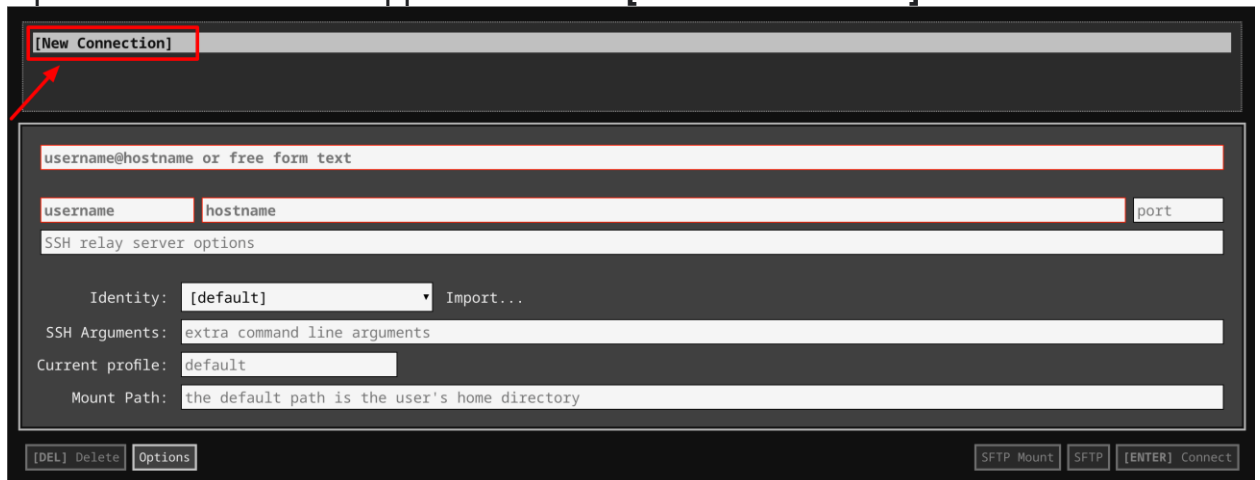 [New Connection]
username@hostname or free form text
username hostname port
SSH relay server options
Identity: [default] Import...
SSH Arguments: extra command line arguments
Current profile: default
Mount Path: the default path is the user's home directory
[DEL] Delete Options SFTP Mount SFTP [ENTER] Connect